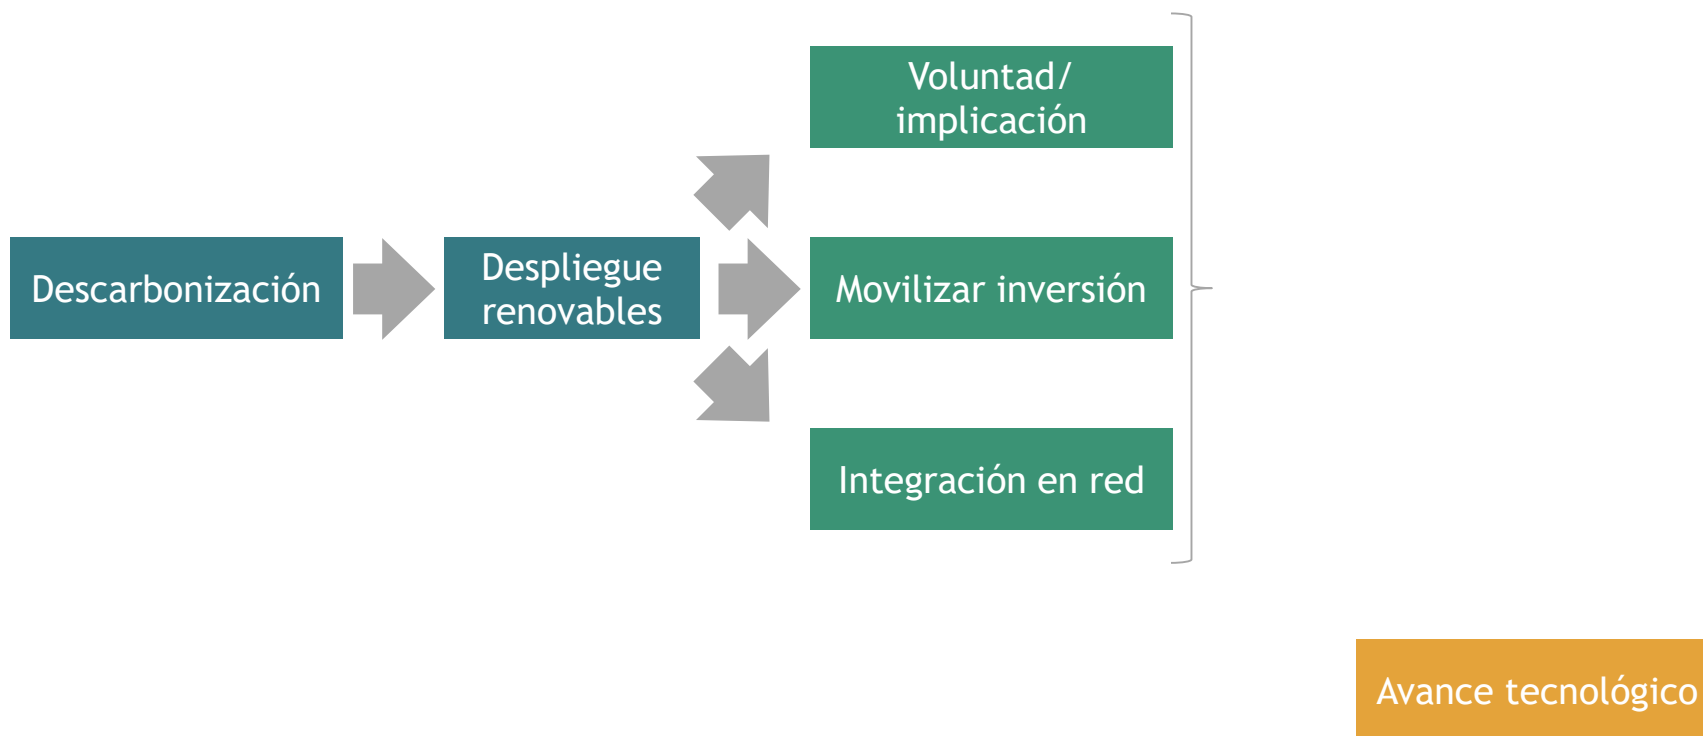 Voluntad/
implicación
Descarbonización
Despliegue
renovables
Movilizar inversión
Integración en red
Avance tecnológico